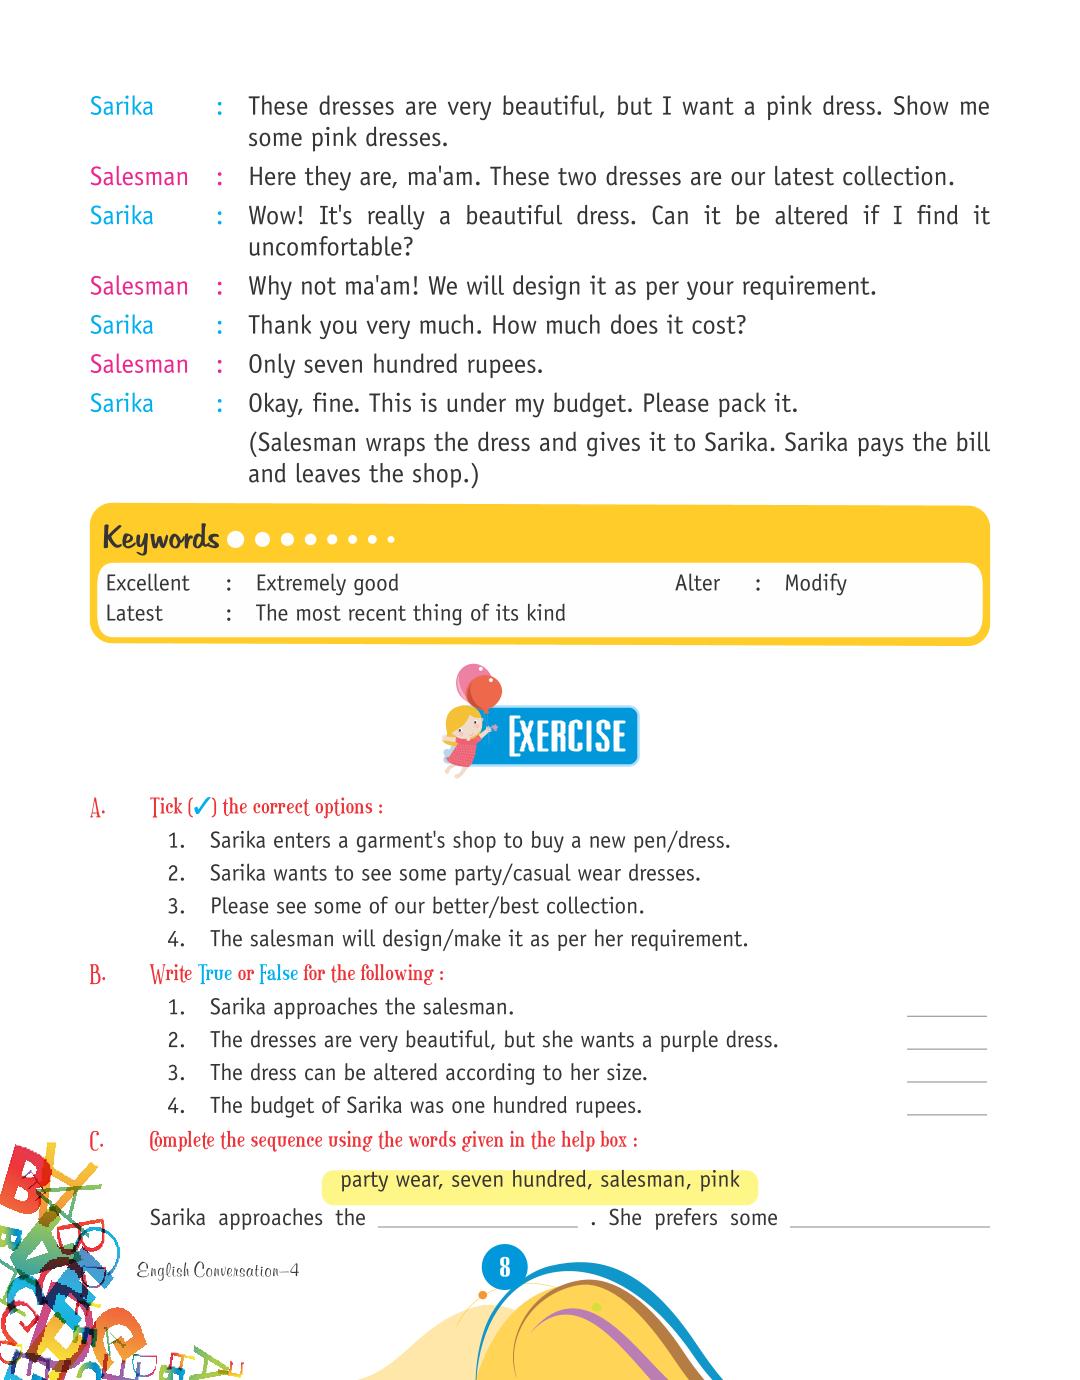 Sarika : These dresses are very beautiful, but I want a pink dress. Show me
some pink dresses.
Salesman : Here they are, ma'am. These two dresses are our latest collection.
Sarika : Wow! It's really a beautiful dress. Can it be altered if I find it
uncomfortable?
Salesman : Why not ma'am! We will design it as per your requirement.
Sarika : Thank you very much. How much does it cost?
Salesman : Only seven hundred rupees.
Sarika : Okay, fine. This is under my budget. Please pack it.
(Salesman wraps the dress and gives it to Sarika. Sarika pays the bill
and leaves the shop.)
Keywords
Excellent : Extremely good Alter : Modify
Latest : The most recent thing of its kind
EXERCISE
A. Tick (✓) the correct options :
1. Sarika enters a garment's shop to buy a new pen/dress.
2. Sarika wants to see some party/casual wear dresses.
3. Please see some of our better/best collection.
4. The salesman will design/make it as per her requirement.
B. Write True or False for the following :
1. Sarika approaches the salesman. ________
2. The dresses are very beautiful, but she wants a purple dress. ________
3. The dress can be altered according to her size. ________
4. The budget of Sarika was one hundred rupees. ________
C. Complete the sequence using the words given in the help box :
party wear, seven hundred, salesman, pink
Sarika approaches the ________________ . She prefers some ________________
English Conversation–4
8